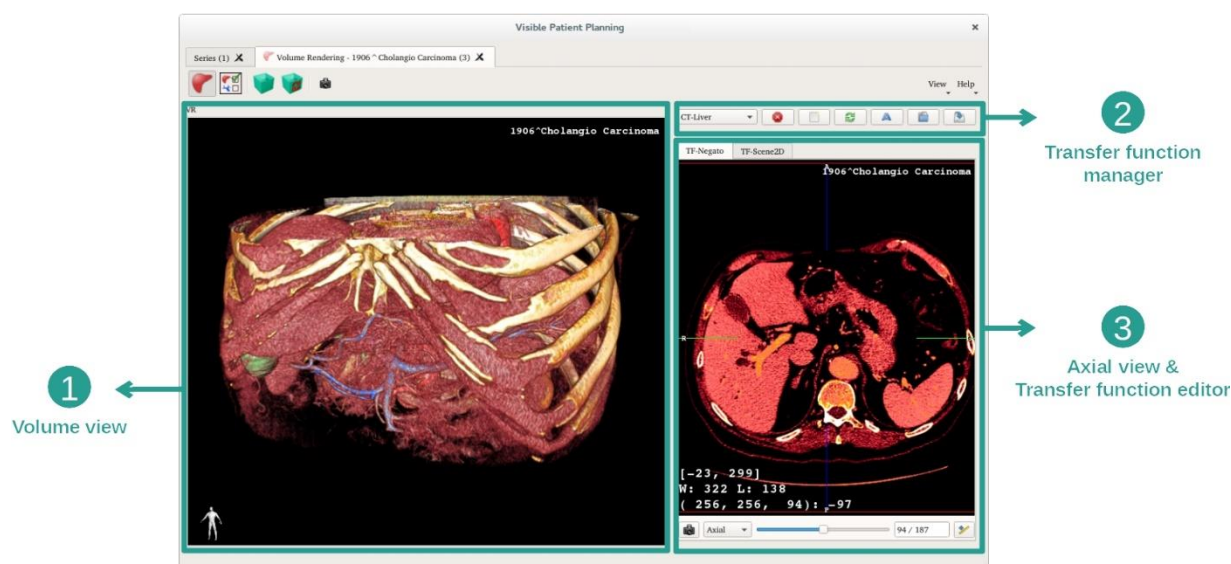 Visible Patient Planning
×
Series (1) X
Volume Rendering - 1906 ^ Cholangio Carcinoma (3) X
View Help
VR
1906^Cholangio Carcinoma
CT-Liver
TF-Negato TF-Scene2D
A
1906^Cholangio Carcinoma
R
[-23, 299]
W: 322 L: 138
( 256, 256, 94): -97
P
Axial
94 / 187
1
Volume view
2
Transfer function
manager
3
Axial view &
Transfer function editor